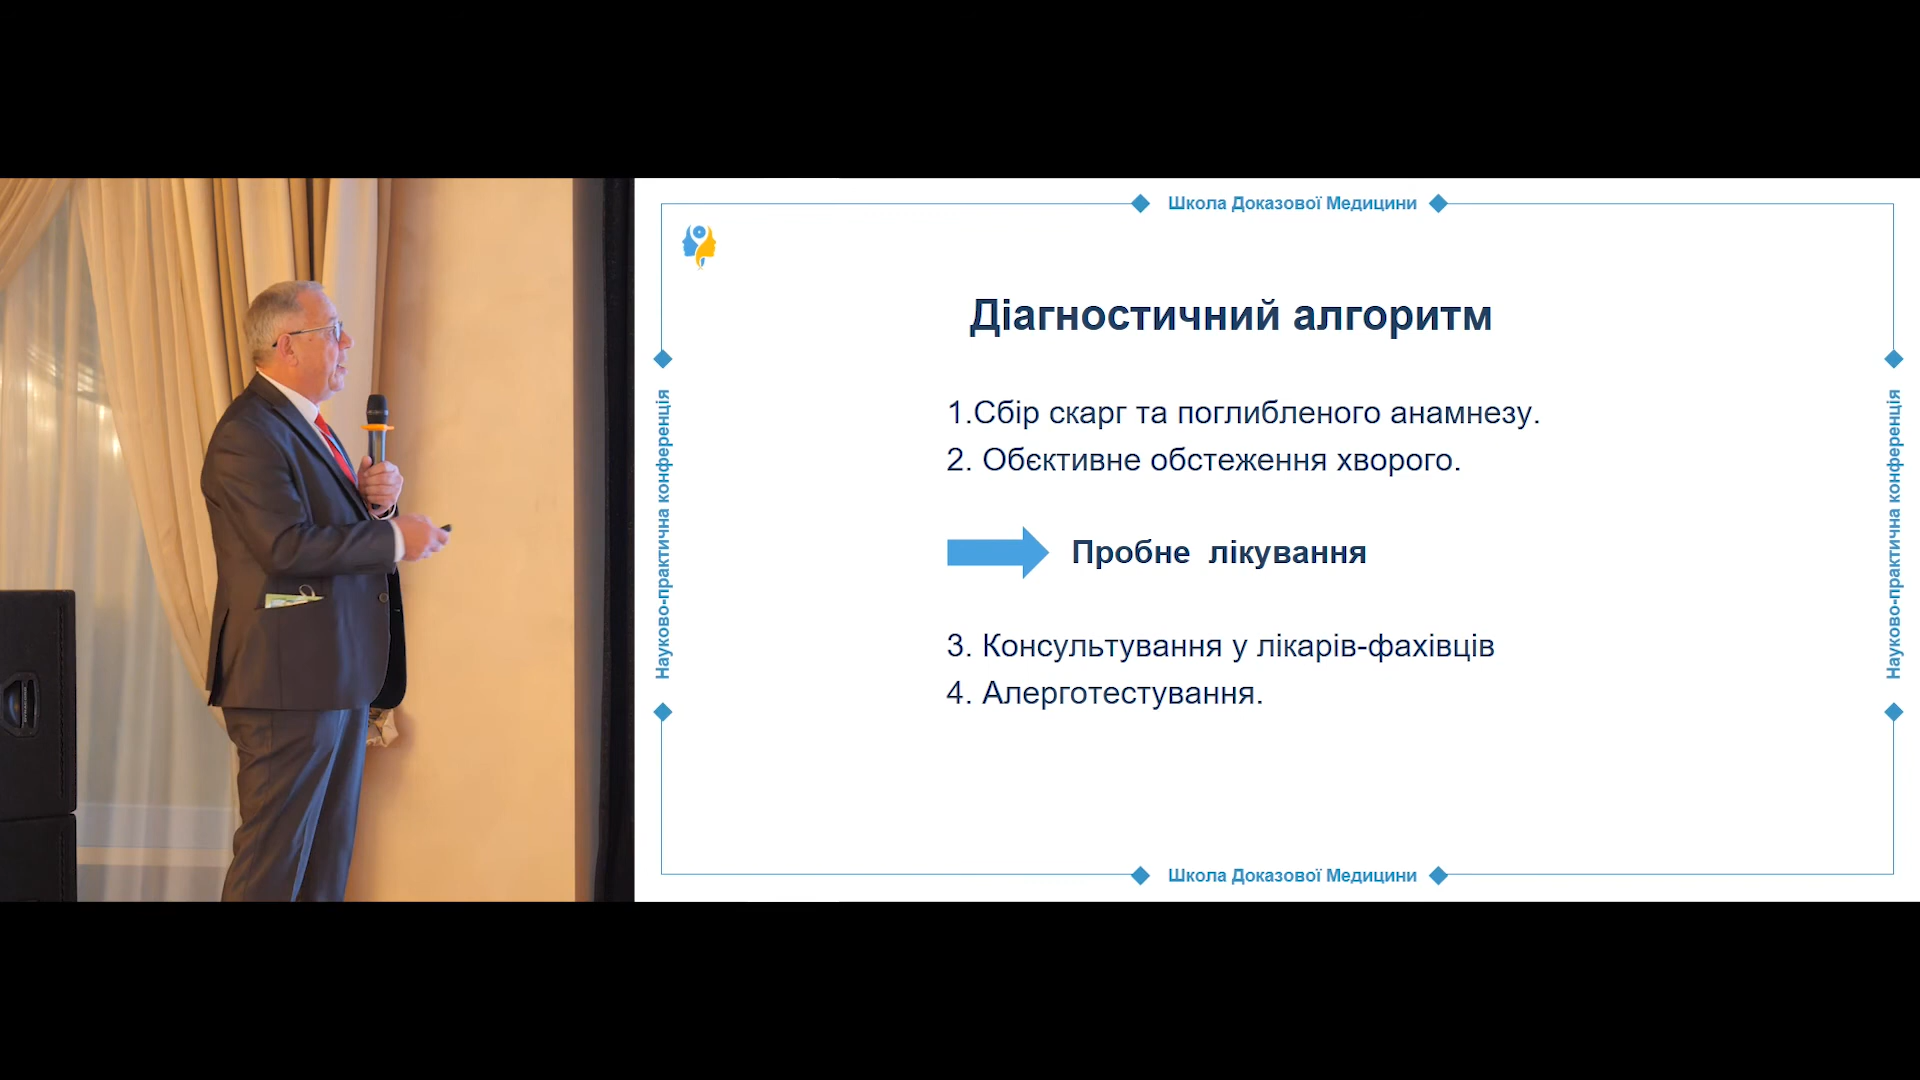 Школа Доказової Медицини
Діагностичний алгоритм
1.Сбір скарг та поглибленого анамнезу.
2. Обєктивне обстеження хворого.
Пробне лікування
3. Консультування у лікарів-фахівців
4. Алерготестування.
Науково-практична конференція
Науково-практична конференція
Школа Доказової Медицини